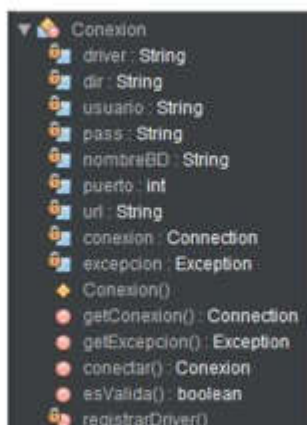 Conexion
driver : String
dir : String
usuario : String
pass : String
nombreBD : String
puerto : int
url : String
conexion : Connection
excepcion : Exception
Conexion()
getConexion() : Connection
getExcepcion() : Exception
conectar() : Conexion
esValida() : boolean
registrarDriver()